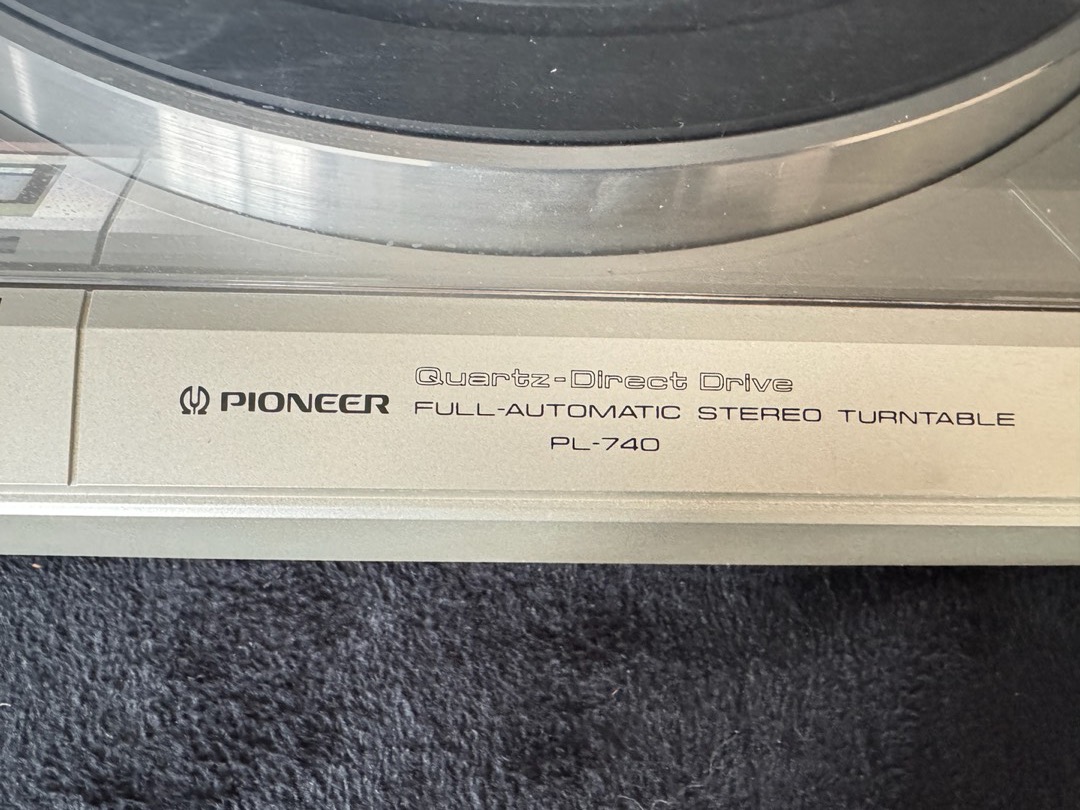 Quartz-Direct Drive
PIONEER FULL-AUTOMATIC STEREO TURNTABLE
PL-740